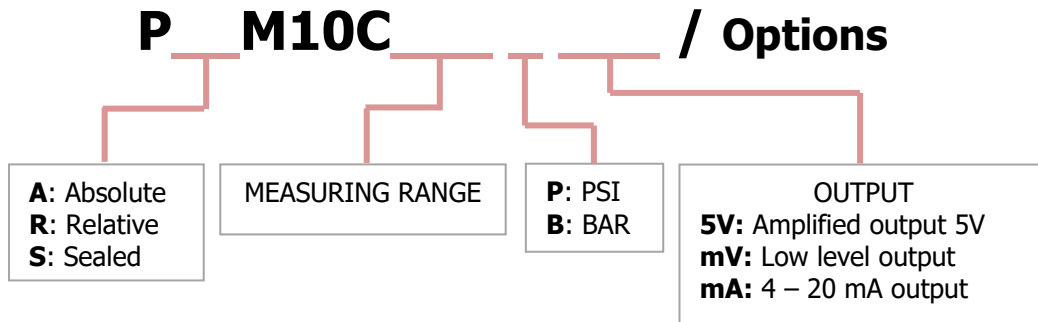 P M10C / Options
A: Absolute
R: Relative
S: Sealed
MEASURING RANGE
P: PSI
B: BAR
OUTPUT
5V: Amplified output 5V
mV: Low level output
mA: 4 – 20 mA output